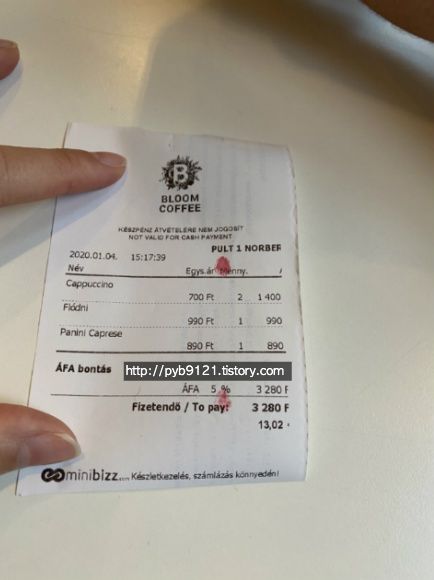 B
BLOOM
COFFEE
KÉSZPÉNZ ÁTVÉTELÉRE NEM JOGOSÍT
NOT VALID FOR CASH PAYMENT
PULT 1 NORBER
2020.01.04. 15:17:39
Név Egys.ár Menny.
Cappuccino
700 Ft 2 1 400
Flódni
990 Ft 1 990
Panini Caprese
890 Ft 1 890
ÁFA bontás
http://pyb9121.tistory.com
ÁFA 5 % 3 280 F
Fizetendő / To pay: 3 280 F
13,02
minibizz Készletkezelés, számlázás könnyedén!